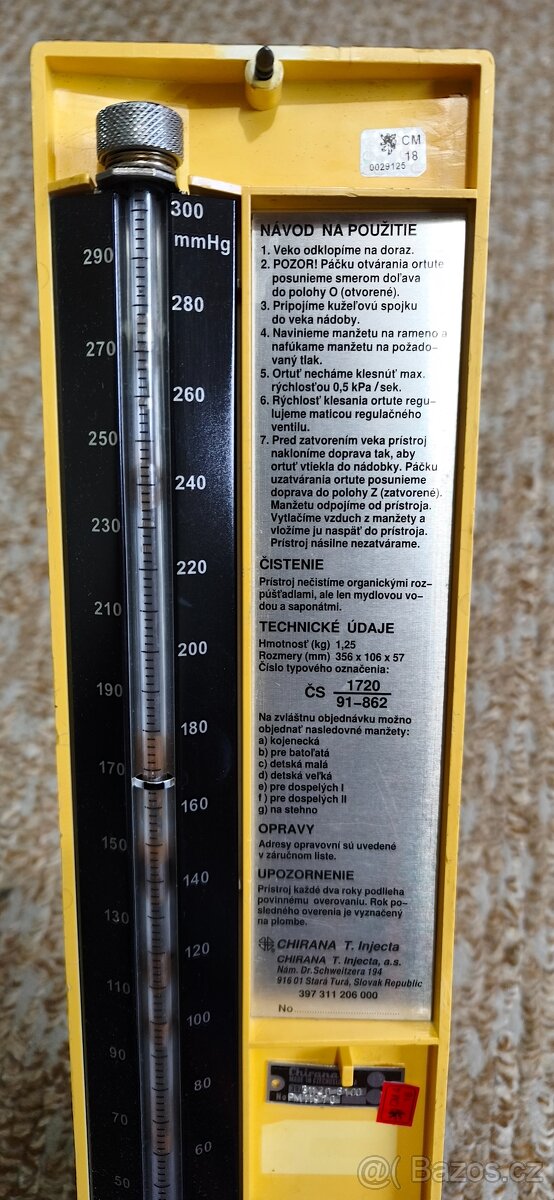 CM
18
0029125
300
mmHg
290
280
270
260
250
240
230
220
210
200
190
180
170
160
150
140
130
120
110
100
90
80
70
60
50
NÁVOD NA POUŽITIE
1. Veko odklopíme na doraz.
2. POZOR! Páčku otvárania ortute
posunieme smerom doľava
do polohy O (otvorené).
3. Pripojíme kužeľovú spojku
do veka nádoby.
4. Navinieme manžetu na rameno a
nafúkame manžetu na požado-
vaný tlak.
5. Ortuť necháme klesnúť max.
rýchlosťou 0,5 kPa/sek.
6. Rýchlosť klesania ortute regu-
lujeme maticou regulačného
ventilu.
7. Pred zatvorením veka prístroj
nakloníme doprava tak, aby
ortuť vtiekla do nádobky. Páčku
uzatvárania ortute posunieme
doprava do polohy Z (zatvorené).
Manžetu odpojíme od prístroja.
Vytlačíme vzduch z manžety a
vložíme ju naspäť do prístroja.
Prístroj násilne nezatvárame.
ČISTENIE
Prístroj nečistíme organickými roz-
púšťadlami, ale len mydlovou vo-
dou a saponátmi.
TECHNICKÉ ÚDAJE
Hmotnosť (kg) 1,25
Rozmery (mm) 356 x 106 x 57
Číslo typového označenia:
ČS 1720
91-862
Na zvláštnu objednávku možno
objednať nasledovné manžety:
a) kojenecká
b) pre batoľatá
c) detská malá
d) detská veľká
e) pre dospelých I
f) pre dospelých II
g) na stehno
OPRAVY
Adresy opravovní sú uvedené
v záručnom liste.
UPOZORNENIE
Prístroj každé dva roky podlieha
povinnému overovaniu. Rok po-
sledného overenia je vyznačený
na plombe.
CHIRANA T. Injecta
CHIRANA T. Injecta, a.s.
Nám. Dr. Schweitzera 194
916 01 Stará Turá, Slovak Republic
397 311 206 000
No
Chirana
MADE IN
No
Bazos.cz